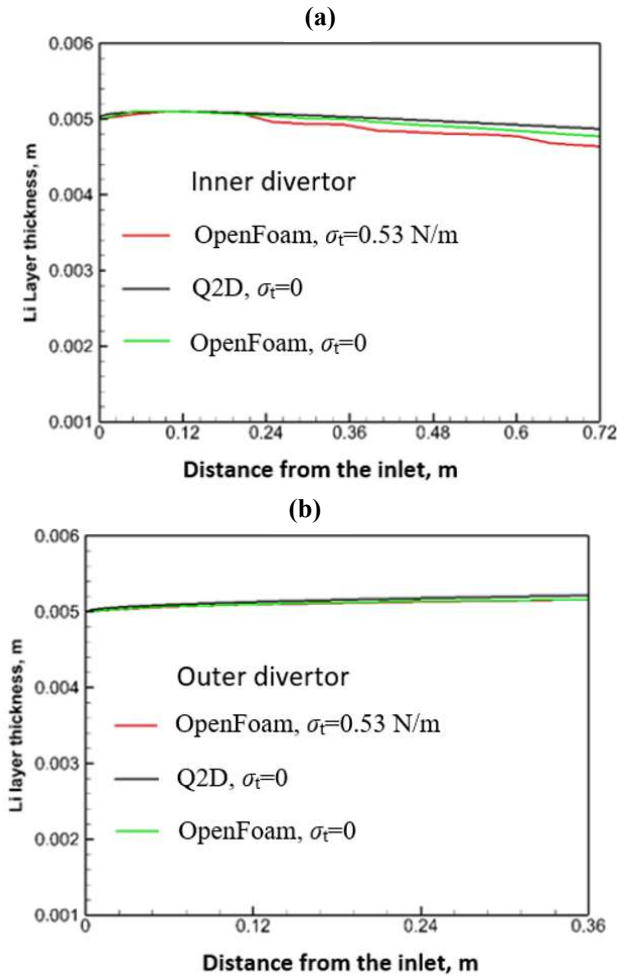 (a)
0.006
0.005
0.004
0.003
0.002
0.001
Li Layer thickness, m
Inner divertor
OpenFoam, σt=0.53 N/m
Q2D, σt=0
OpenFoam, σt=0
0 0.12 0.24 0.36 0.48 0.6 0.72
Distance from the inlet, m
(b)
0.006
0.005
0.004
0.003
0.002
0.001
Li layer thickness, m
Outer divertor
OpenFoam, σt=0.53 N/m
Q2D, σt=0
OpenFoam, σt=0
0 0.12 0.24 0.36
Distance from the inlet, m